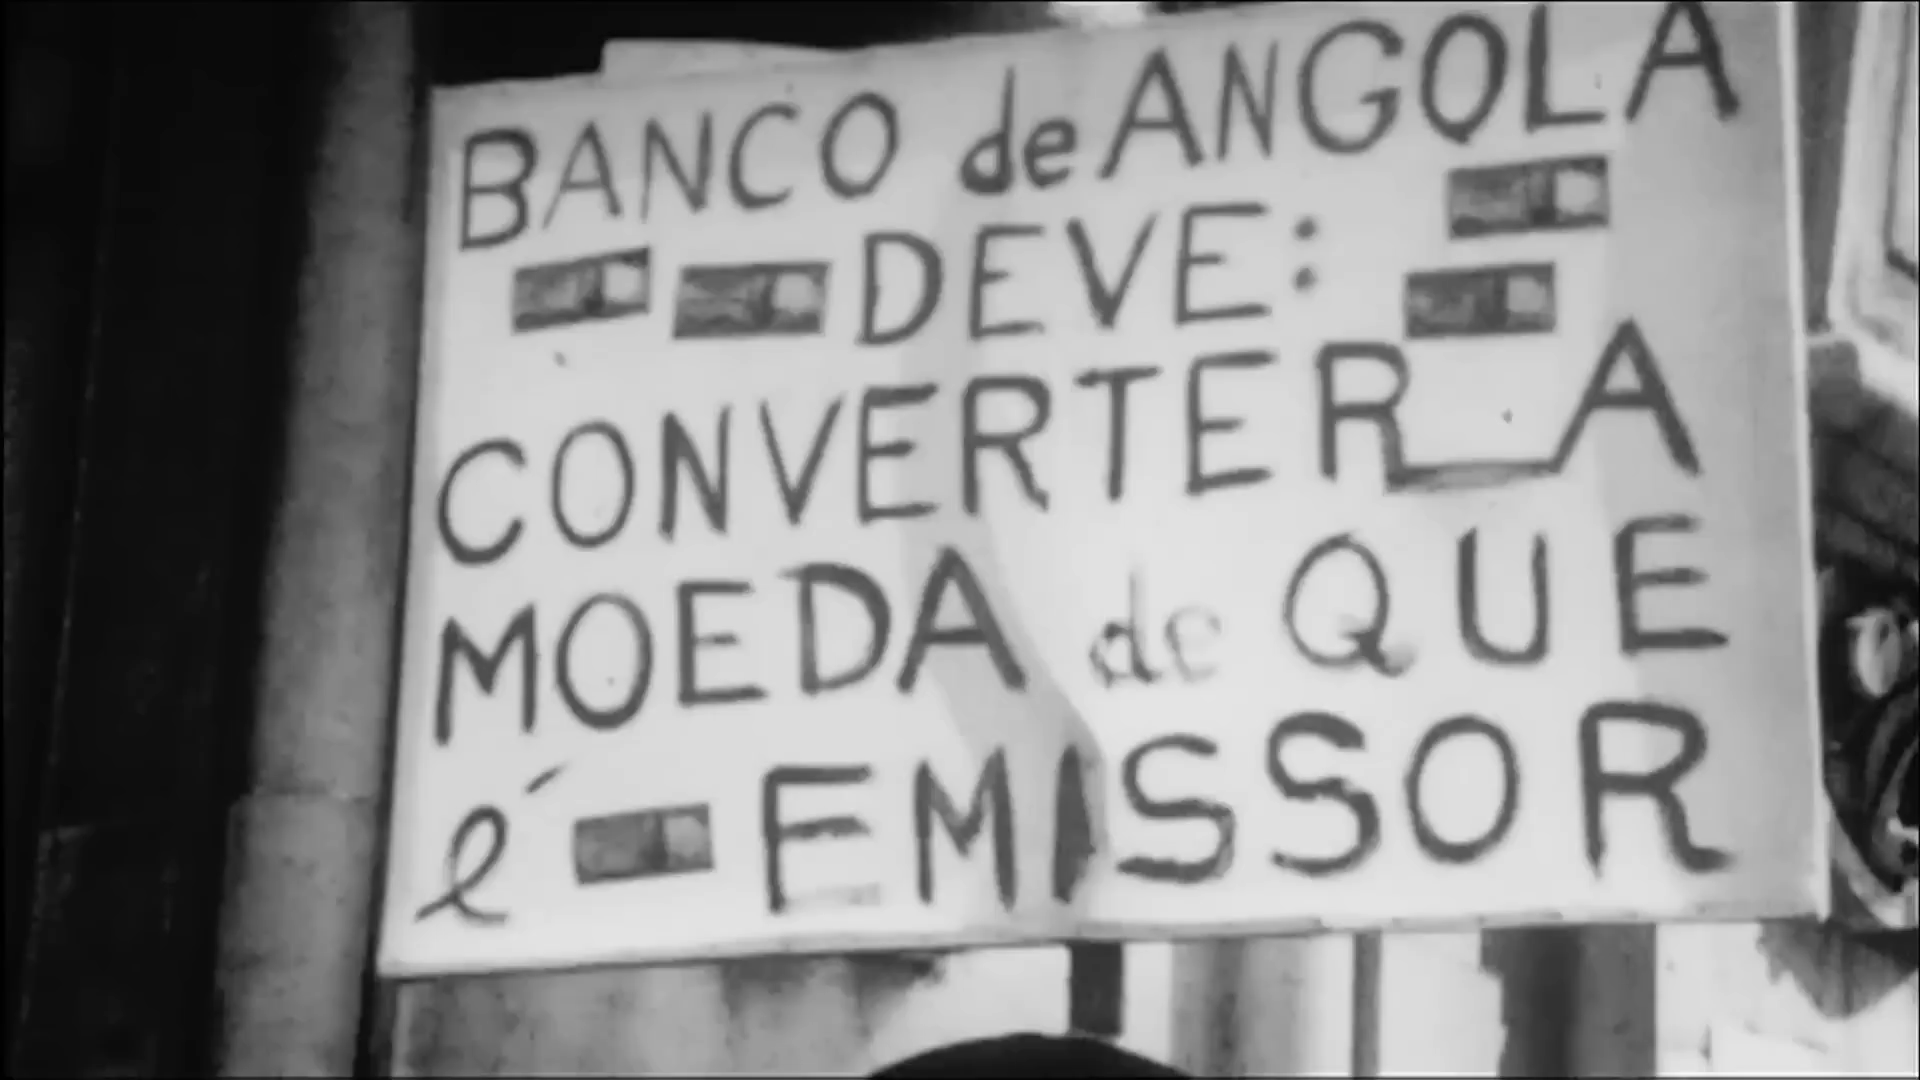 BANCO de ANGOLA
DEVE:
CONVERTER A
MOEDA de QUE
é EMISSOR